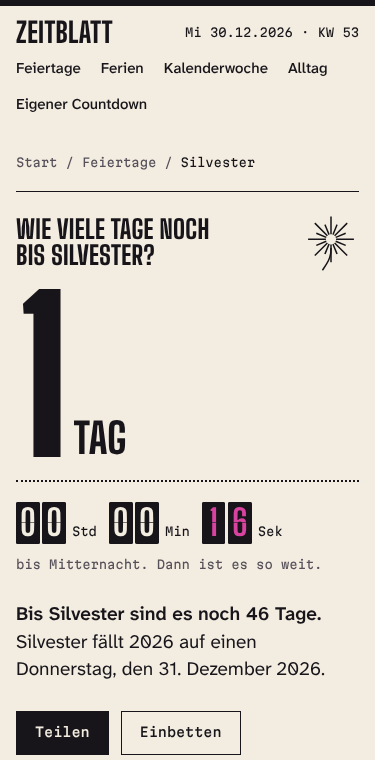 ZEITBLATT
Mi 30.12.2026 · KW 53
Feiertage Ferien Kalenderwoche Alltag
Eigener Countdown
Start / Feiertage / Silvester
WIE VIELE TAGE NOCH
BIS SILVESTER?
1 TAG
00 Std 00 Min 16 Sek
bis Mitternacht. Dann ist es so weit.
Bis Silvester sind es noch 46 Tage.
Silvester fällt 2026 auf einen
Donnerstag, den 31. Dezember 2026.
Teilen Einbetten